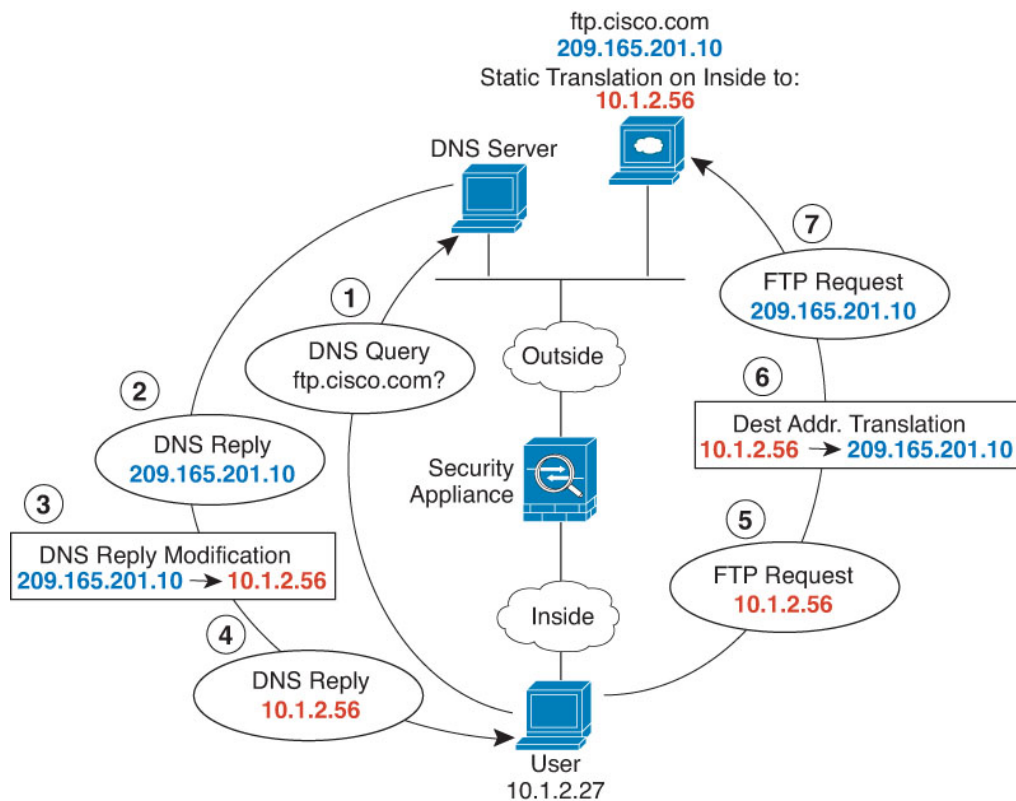 ftp.cisco.com
209.165.201.10
Static Translation on Inside to:
10.1.2.56
DNS Server
7
FTP Request
209.165.201.10
1
DNS Query
ftp.cisco.com?
Outside
2
DNS Reply
209.165.201.10
6
Dest Addr. Translation
10.1.2.56 → 209.165.201.10
Security
Appliance
3
DNS Reply Modification
209.165.201.10 → 10.1.2.56
5
FTP Request
10.1.2.56
Inside
4
DNS Reply
10.1.2.56
User
10.1.2.27